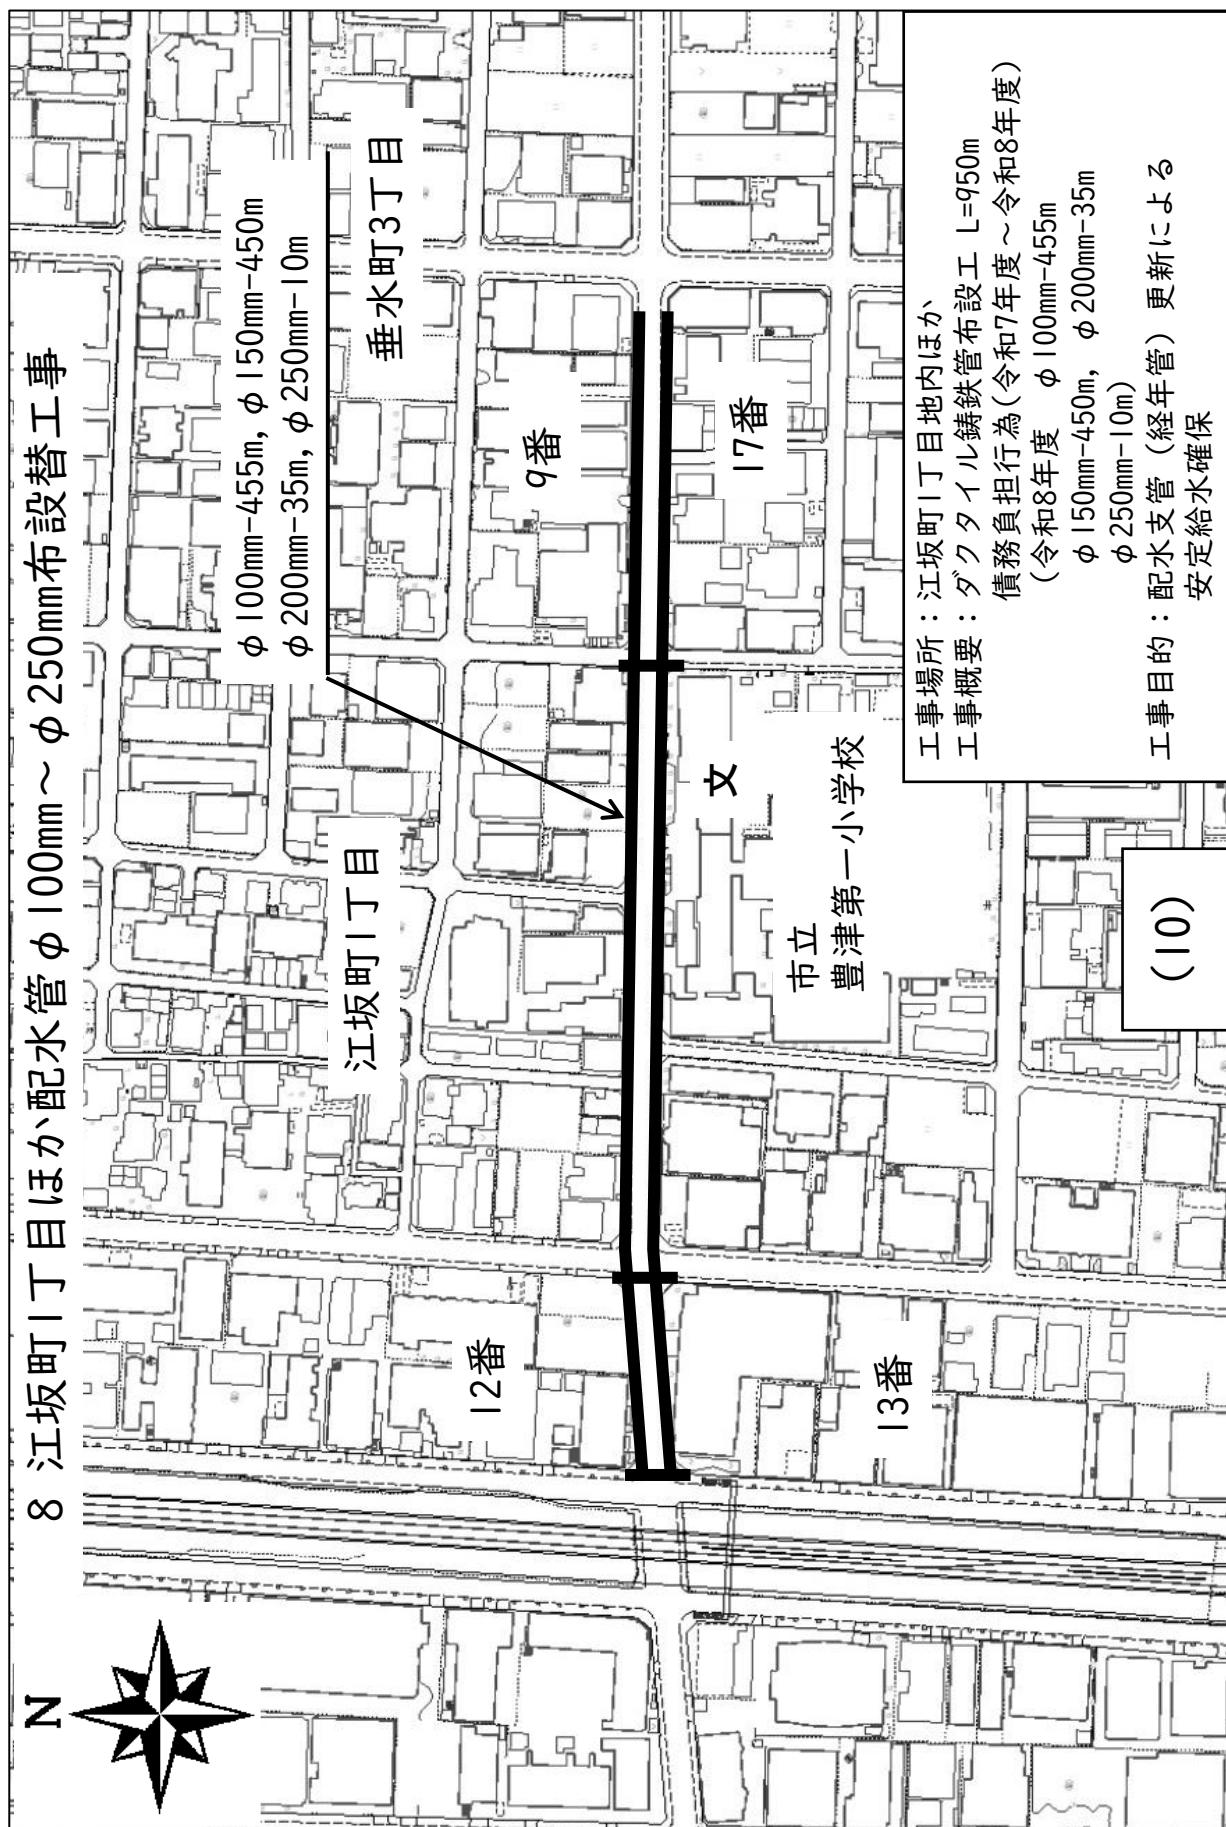 8 江坂町1丁目ほか配水管φ100mm～φ250mm布設替工事
N
φ100mm-455m, φ150mm-450m
φ200mm-35m, φ250mm-10m
垂水町3丁目
江坂町1丁目
9番
12番
17番
文
市立
豊津第一小学校
13番
工事場所：江坂町1丁目地内ほか
工事概要：ダクタイル鋳鉄管布設工 L=950m
債務負担行為(令和7年度～令和8年度)
(令和8年度 φ100mm-455m
φ150mm-450m, φ200mm-35m
φ250mm-10m)
工事目的：配水支管（経年管）更新による
安定給水確保
(10)